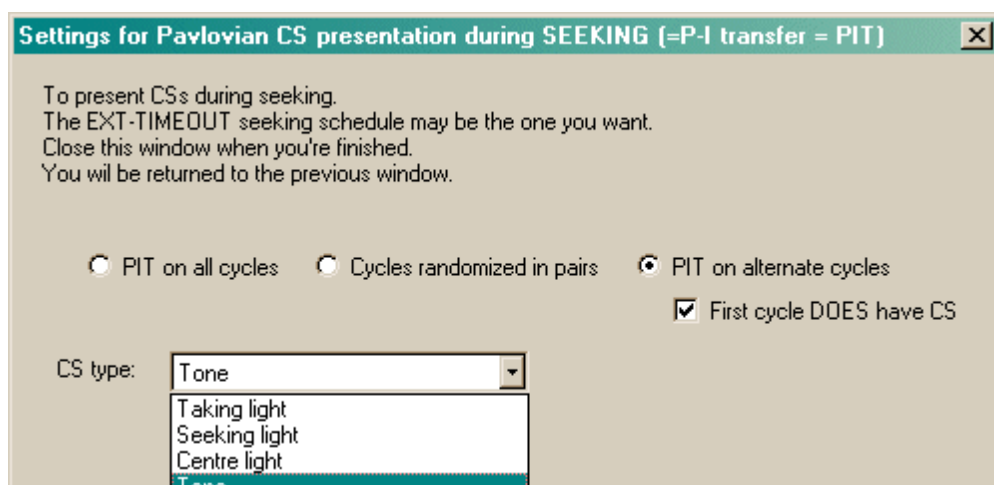 Settings for Pavlovian CS presentation during SEEKING (=P-I transfer = PIT)
To present CSs during seeking.
The EXT-TIMEOUT seeking schedule may be the one you want.
Close this window when you're finished.
You wil be returned to the previous window.
PIT on all cycles Cycles randomized in pairs PIT on alternate cycles
First cycle DOES have CS
CS type: Tone
Taking light
Seeking light
Centre light
Tone